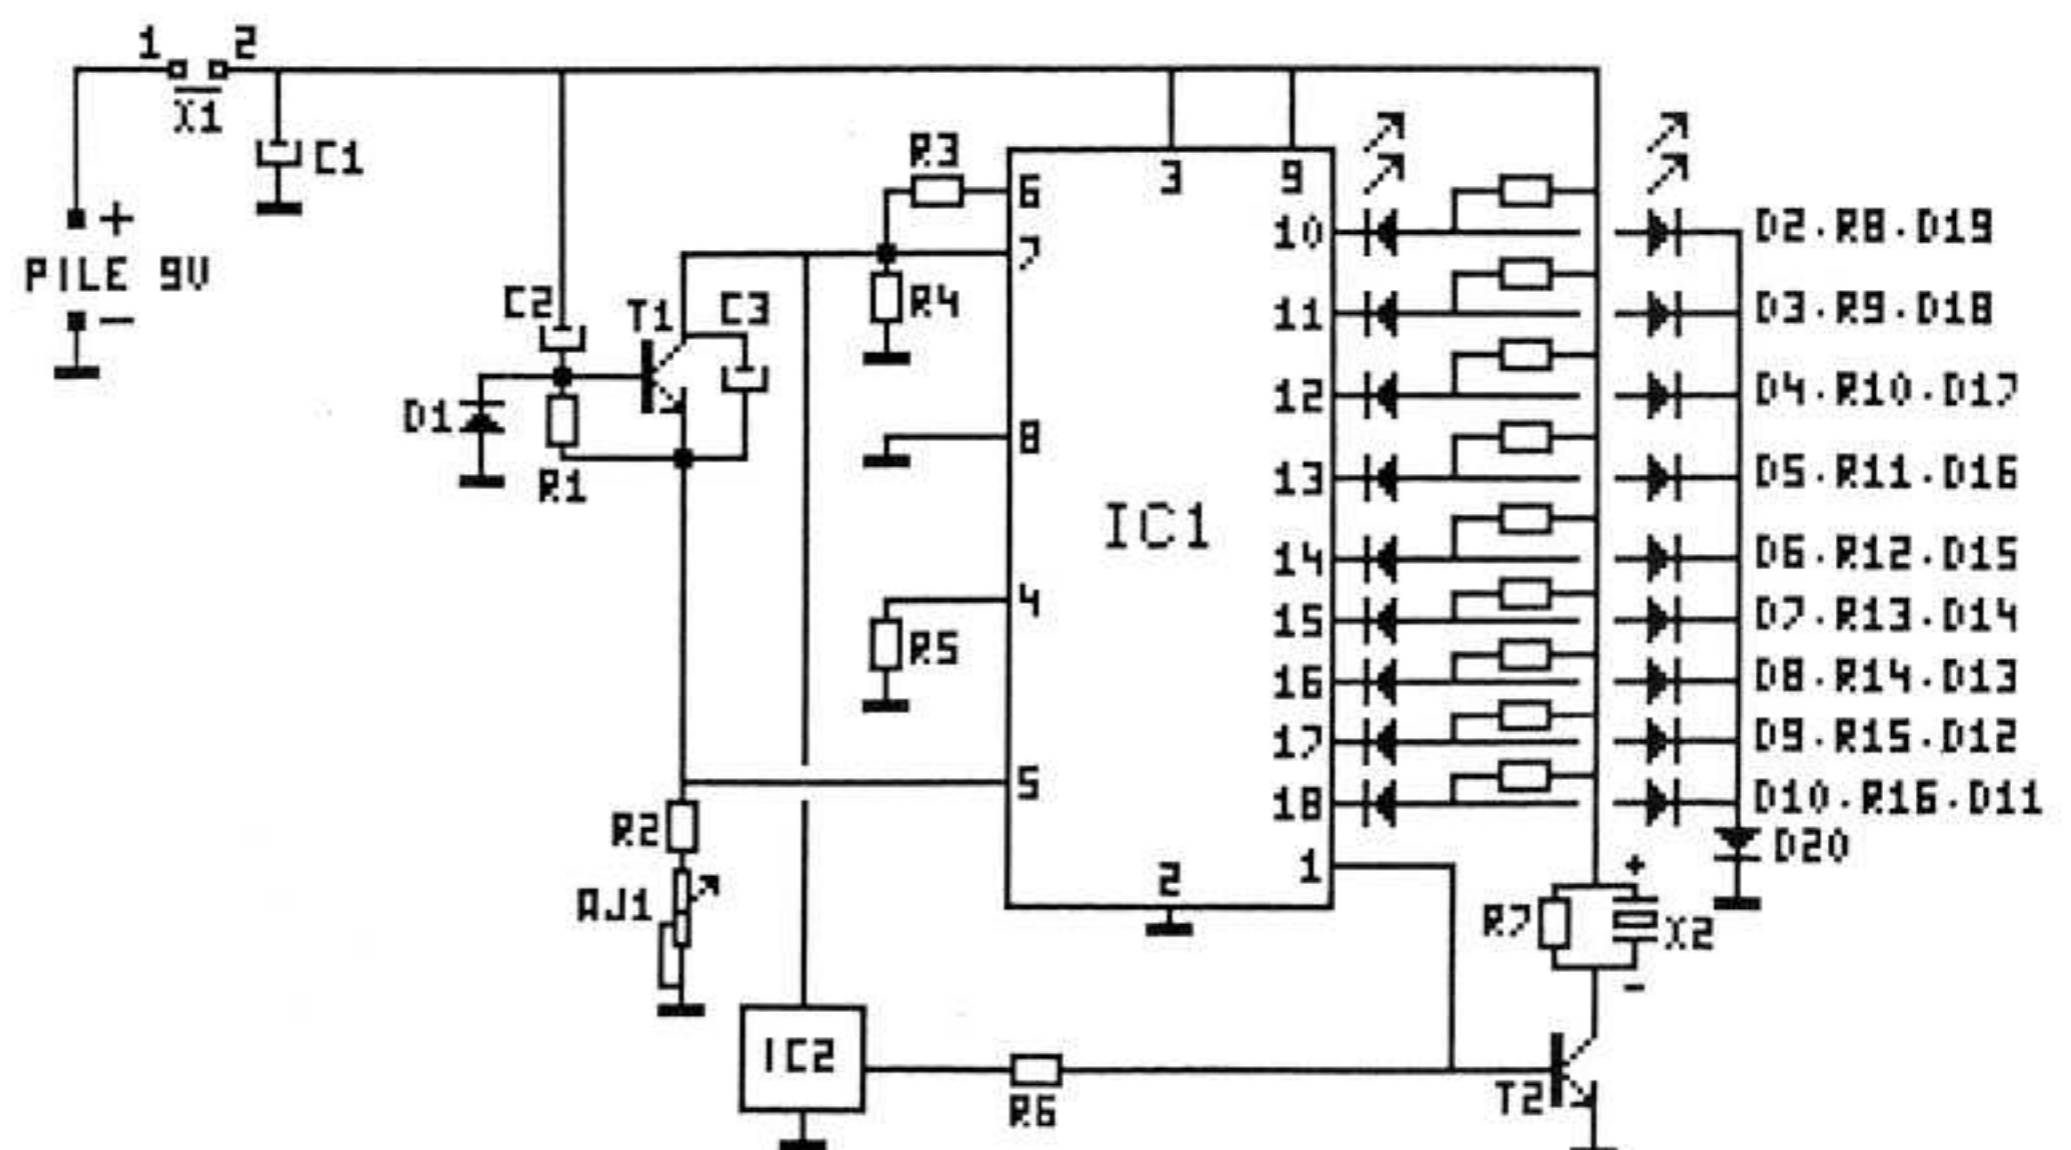 1 2
X1
C1
+
PILE 9V
-
C2
T1
C3
D1
R1
R3
R4
R5
R2
AJ1
IC1
3 9
6
7
8
4
5
2
10
11
12
13
14
15
16
17
18
1
D2.R8.D19
D3.R9.D18
D4.R10.D17
D5.R11.D16
D6.R12.D15
D7.R13.D14
D8.R14.D13
D9.R15.D12
D10.R16.D11
D20
+
R7
X2
-
IC2
R6
T2